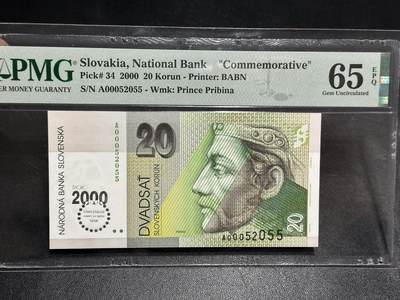 PMG
ER MONEY GUARANTY
Slovakia, National Bank "Commemorative"
Pick# 34 2000 20 Korun - Printer: BABN
S/N A00052055 - Wmk: Prince Pribina
65 EPQ
Gem Uncirculated
NÁRODNÁ BANKA SLOVENSKA
2000
A00052055
20
DVADSAŤ
SLOVENSKÝCH KORÚN
20
A00052055